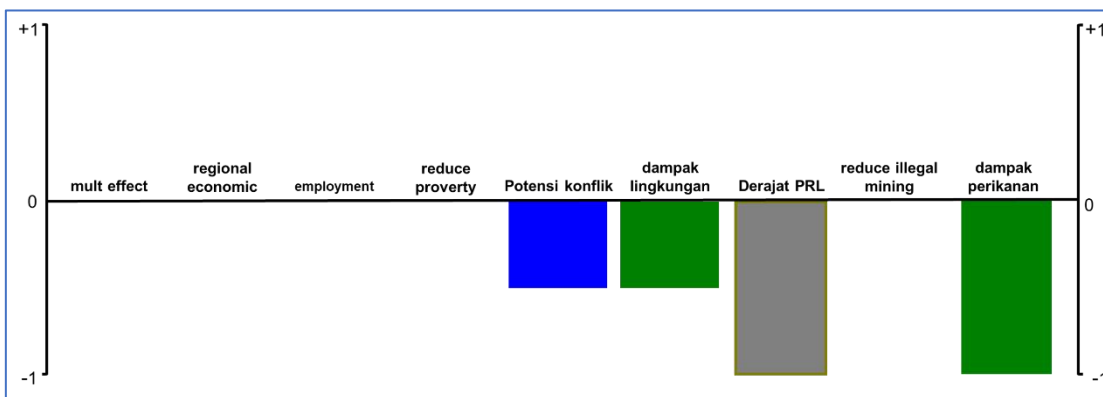 +1
+1
regional
economic
reduce
proverty
dampak
lingkungan
reduce illegal
mining
dampak
perikanan
mult effect
employment
Potensi konflik
Derajat PRL
0
0
-1
-1